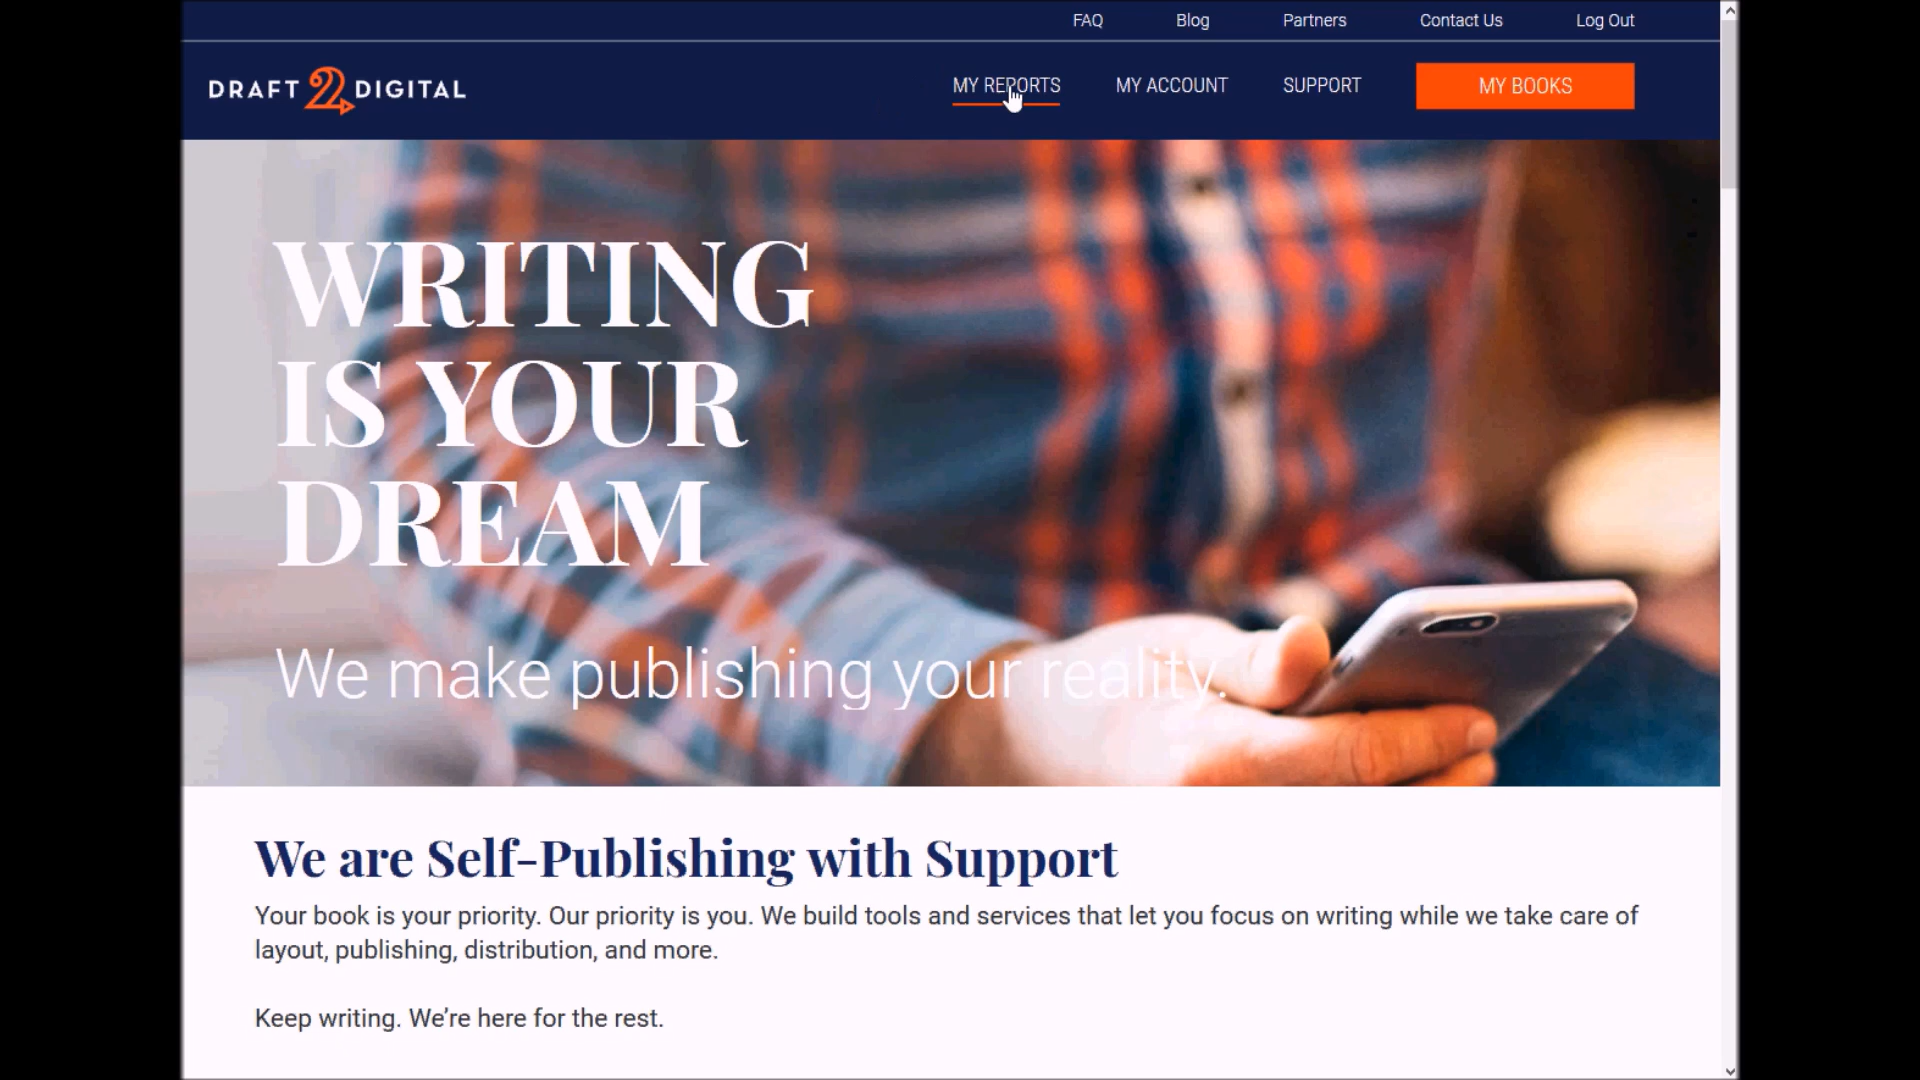 FAQ Blog Partners Contact Us Log Out
DRAFT 2 DIGITAL MY REPORTS MY ACCOUNT SUPPORT MY BOOKS
WRITING
IS YOUR
DREAM
We make publishing your reality.
We are Self-Publishing with Support
Your book is your priority. Our priority is you. We build tools and services that let you focus on writing while we take care of
layout, publishing, distribution, and more.
Keep writing. We’re here for the rest.